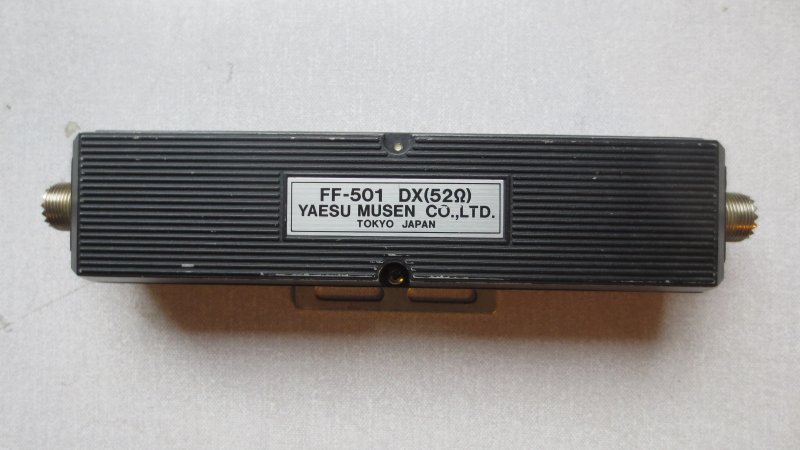 FF-501 DX(52Ω)
YAESU MUSEN CO.,LTD.
TOKYO JAPAN